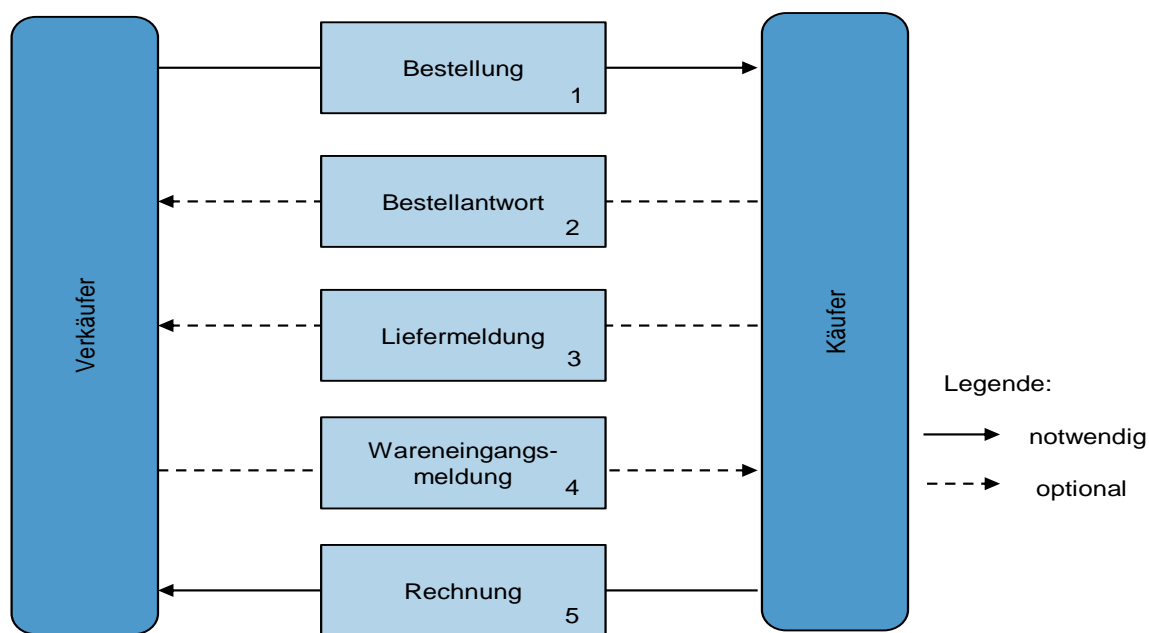 Verkäufer
Bestellung
1
Bestellantwort
2
Liefermeldung
3
Wareneingangs-
meldung
4
Rechnung
5
Käufer
Legende:
notwendig
optional